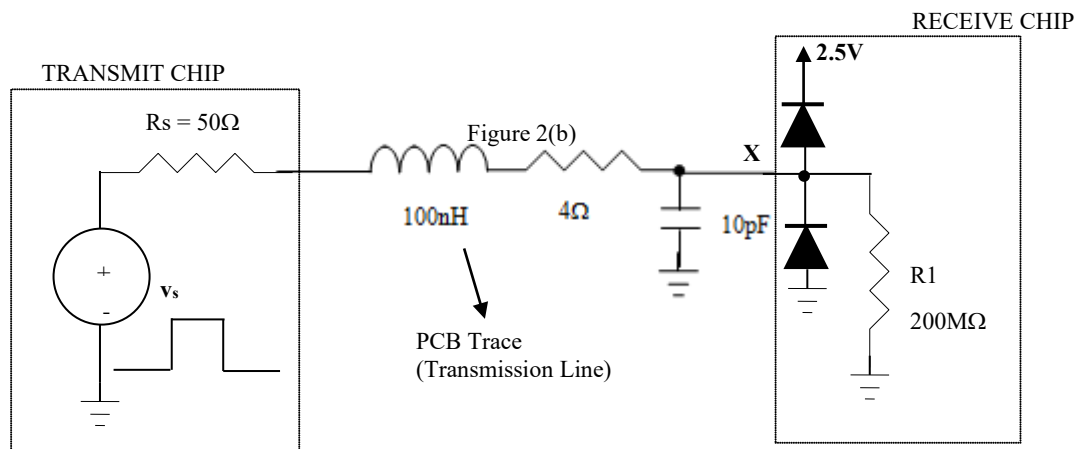 RECEIVE CHIP
TRANSMIT CHIP
2.5V
Rs = 50Ω
Figure 2(b)
X
100nH
4Ω
10pF
+
vs
-
R1
200MΩ
PCB Trace
(Transmission Line)